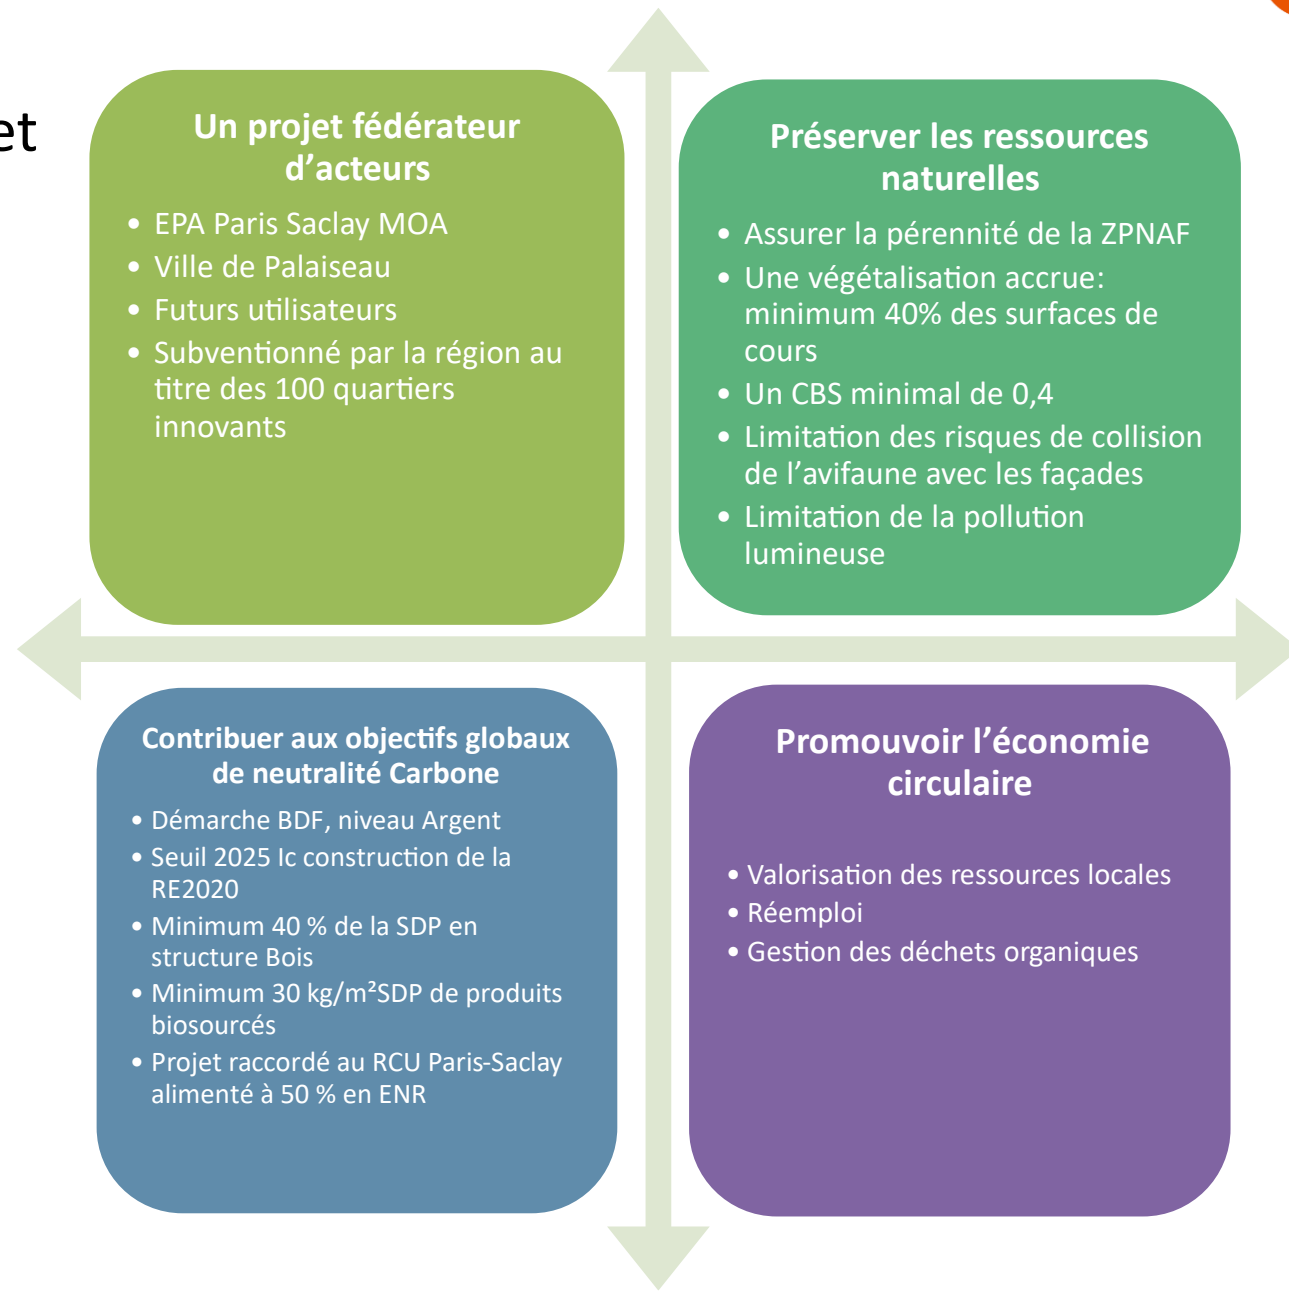 et
Un projet fédérateur
d’acteurs
• EPA Paris Saclay MOA
• Ville de Palaiseau
• Futurs utilisateurs
• Subventionné par la région au
titre des 100 quartiers
innovants
Préserver les ressources
naturelles
• Assurer la pérennité de la ZPNAF
• Une végétalisation accrue:
minimum 40% des surfaces de
cours
• Un CBS minimal de 0,4
• Limitation des risques de collision
de l’avifaune avec les façades
• Limitation de la pollution
lumineuse
Contribuer aux objectifs globaux
de neutralité Carbone
• Démarche BDF, niveau Argent
• Seuil 2025 Ic construction de la
RE2020
• Minimum 40 % de la SDP en
structure Bois
• Minimum 30 kg/m²SDP de produits
biosourcés
• Projet raccordé au RCU Paris-Saclay
alimenté à 50 % en ENR
Promouvoir l’économie
circulaire
• Valorisation des ressources locales
• Réemploi
• Gestion des déchets organiques